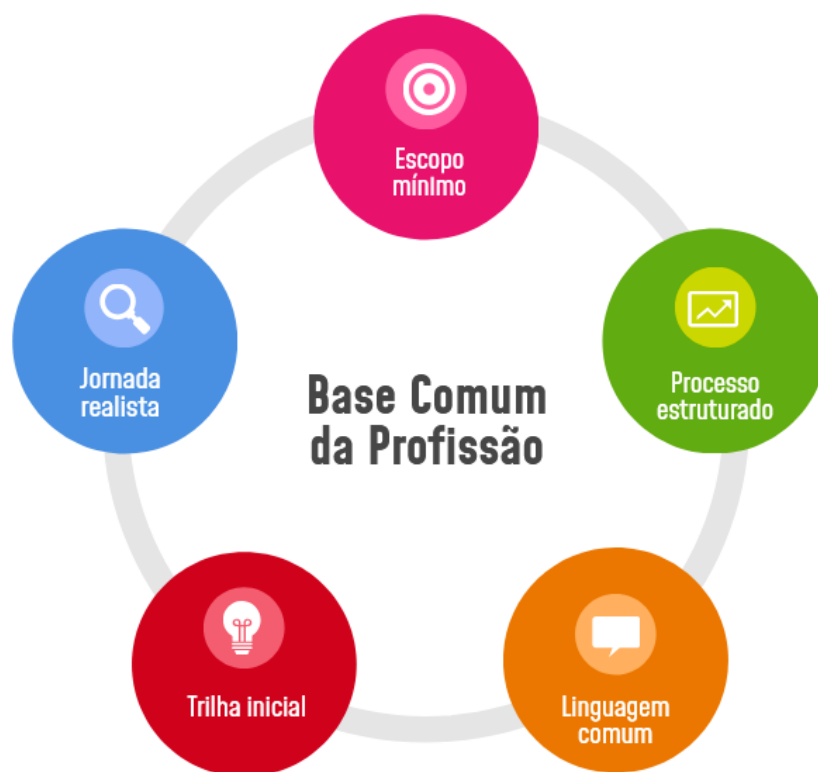 Escopo
mínimo
Jornada
realista
Processo
estruturado
Base Comum
da Profissão
Trilha inicial
Linguagem
comum